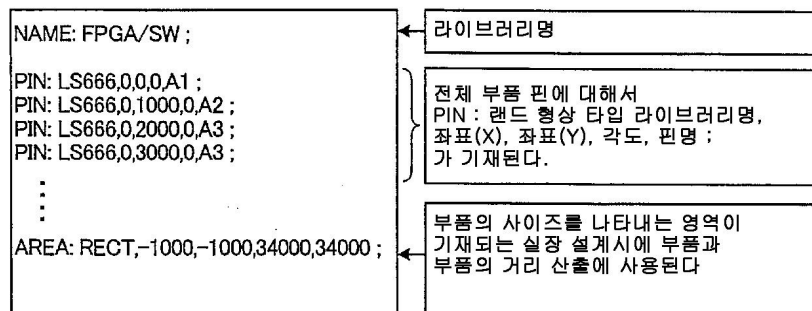 NAME: FPGA/SW ;
라이브러리명
PIN: LS666,0,0,0,A1 ;
PIN: LS666,0,1000,0,A2 ;
PIN: LS666,0,2000,0,A3 ;
PIN: LS666,0,3000,0,A3 ;
전체 부품 핀에 대해서
PIN : 랜드 형상 타입 라이브러리명,
좌표(X), 좌표(Y), 각도, 핀명 ;
가 기재된다.
AREA: RECT,-1000,-1000,34000,34000 ;
부품의 사이즈를 나타내는 영역이
기재되는 실장 설계시에 부품과
부품의 거리 산출에 사용된다